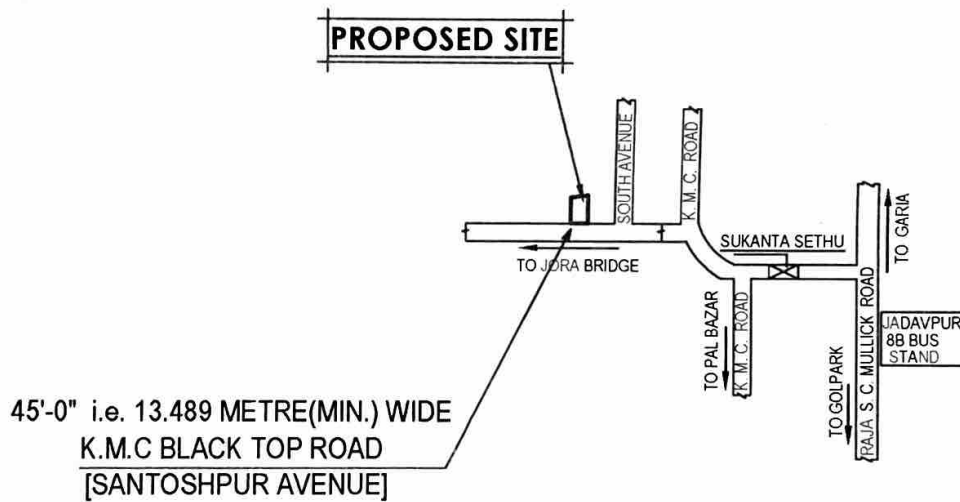 PROPOSED SITE
SOUTH AVENUE
K.M.C. ROAD
SUKANTA SETHU
TO GARIA
TO JORA BRIDGE
TO PAL BAZAR
K.M.C. ROAD
TO GOLPARK
RAJA S.C. MULLICK ROAD
JADAVPUR
8B BUS
STAND
45'-0" i.e. 13.489 METRE(MIN.) WIDE
K.M.C BLACK TOP ROAD
[SANTOSHPUR AVENUE]